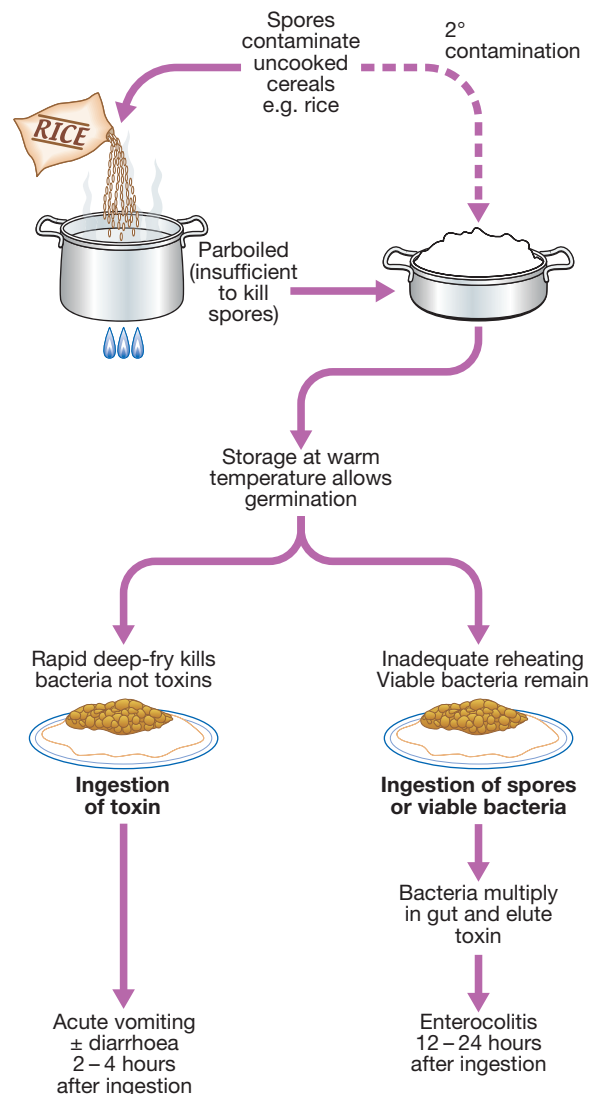 Spores
contaminate
uncooked
cereals
e.g. rice
2°
contamination
RICE
Parboiled
(insufficient
to kill
spores)
Storage at warm
temperature allows
germination
Rapid deep-fry kills
bacteria not toxins
Ingestion
of toxin
Acute vomiting
± diarrhoea
2 – 4 hours
after ingestion
Inadequate reheating
Viable bacteria remain
Ingestion of spores
or viable bacteria
Bacteria multiply
in gut and elute
toxin
Enterocolitis
12 – 24 hours
after ingestion